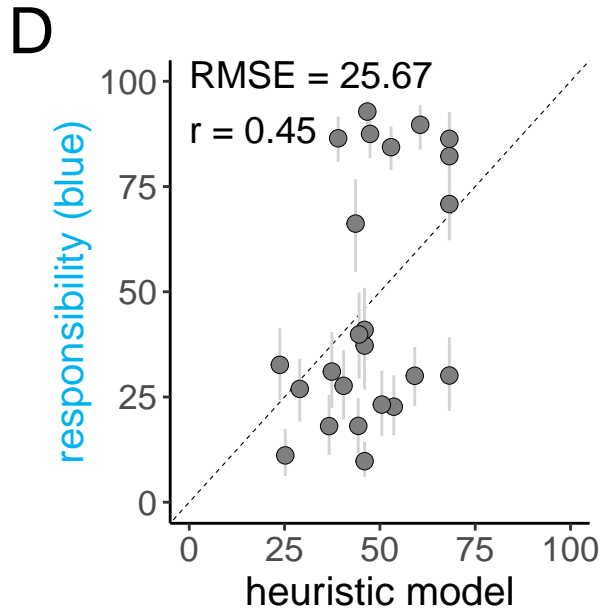 D
RMSE = 25.67
r = 0.45
responsibility (blue)
100
75
50
25
0
0 25 50 75 100
heuristic model